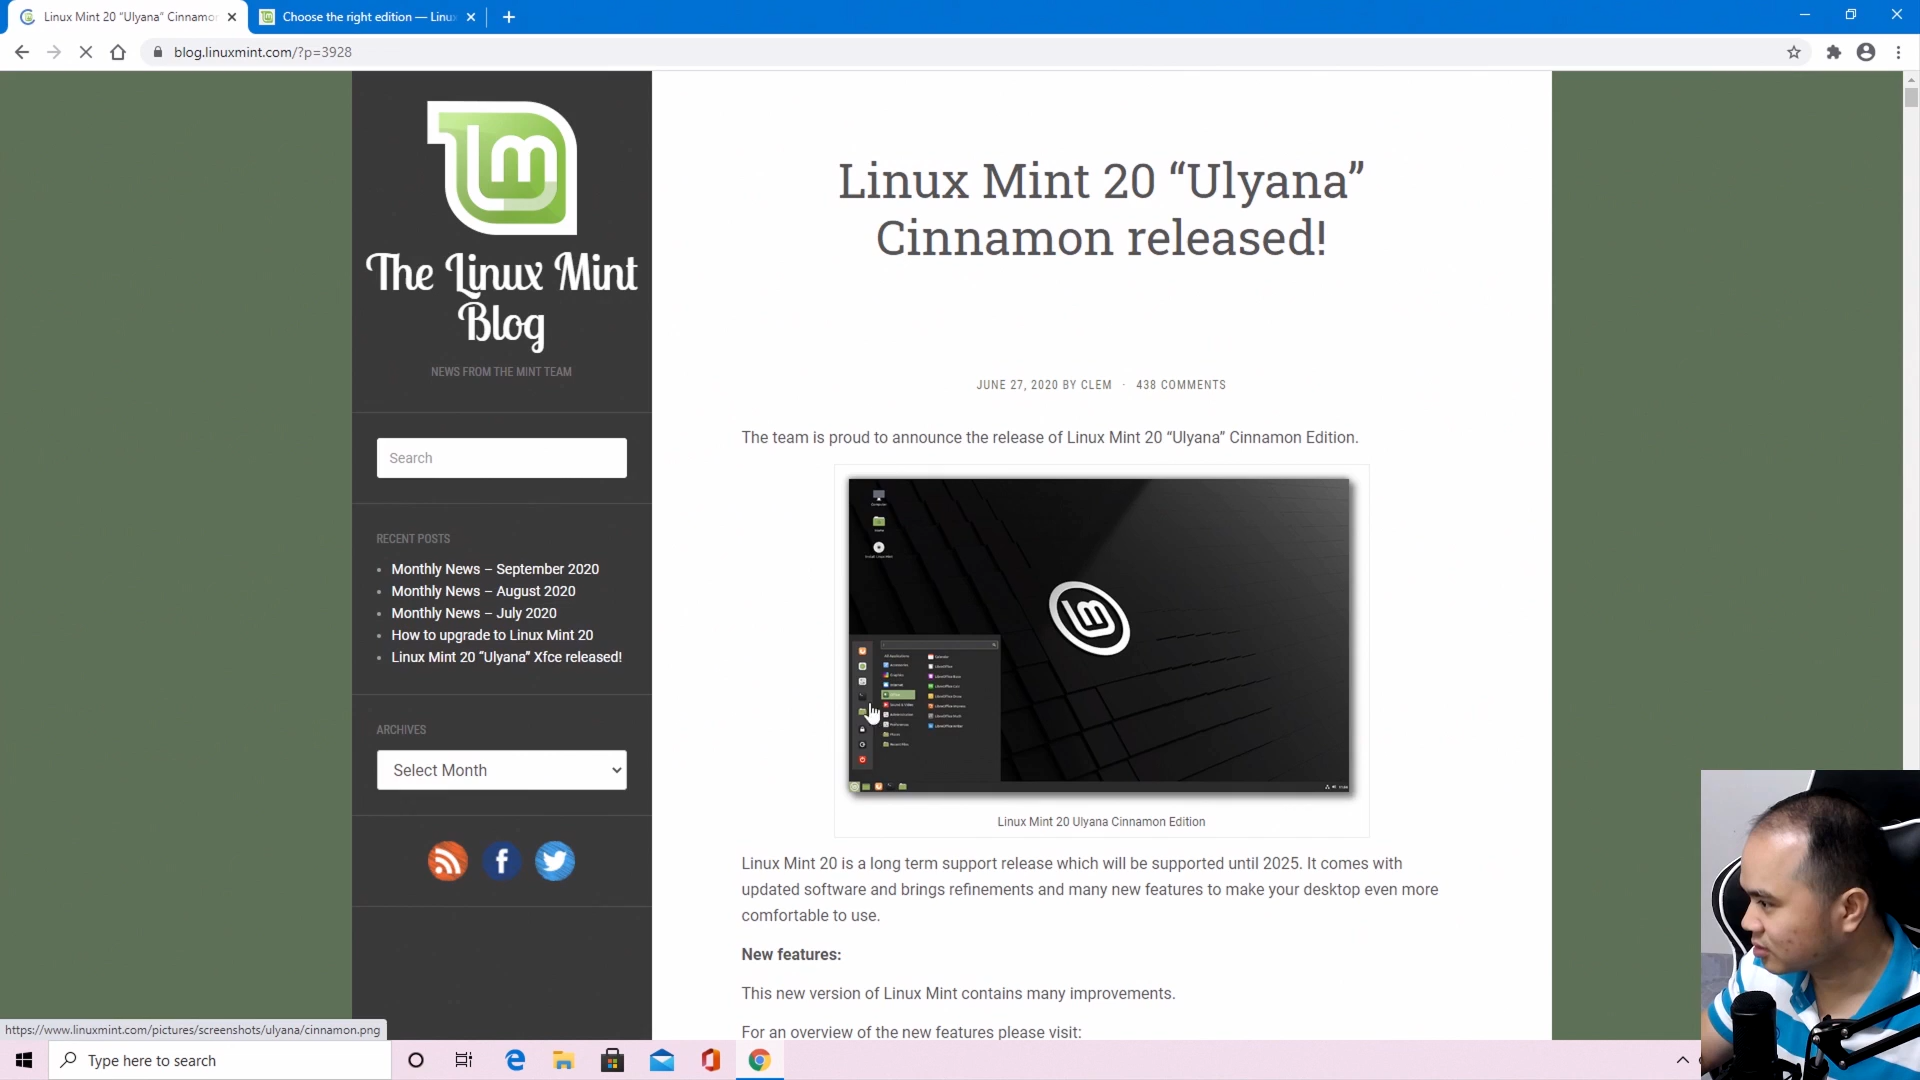 Linux Mint 20 “Ulyana” Cinnamon
Choose the right edition — Linux
blog.linuxmint.com/?p=3928
lm
The Linux Mint
Blog
NEWS FROM THE MINT TEAM
Search
RECENT POSTS
Monthly News – September 2020
Monthly News – August 2020
Monthly News – July 2020
How to upgrade to Linux Mint 20
Linux Mint 20 “Ulyana” Xfce released!
ARCHIVES
Select Month
Linux Mint 20 “Ulyana”
Cinnamon released!
JUNE 27, 2020 BY CLEM · 438 COMMENTS
The team is proud to announce the release of Linux Mint 20 “Ulyana” Cinnamon Edition.
Linux Mint 20 Ulyana Cinnamon Edition
Linux Mint 20 is a long term support release which will be supported until 2025. It comes with
updated software and brings refinements and many new features to make your desktop even more
comfortable to use.
New features:
This new version of Linux Mint contains many improvements.
For an overview of the new features please visit:
https://www.linuxmint.com/pictures/screenshots/ulyana/cinnamon.png
Type here to search